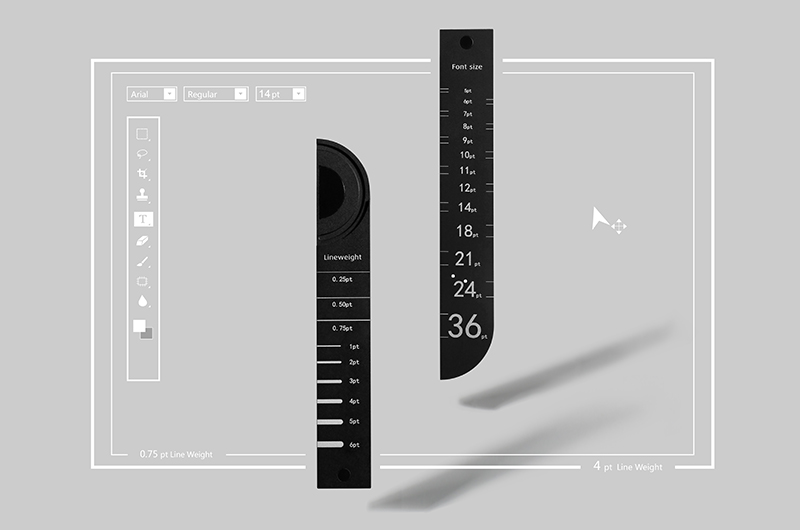 Font size
5pt
6pt
7pt
8pt
9pt
10pt
11pt
12pt
14pt
18pt
21pt
24pt
36pt
Arial
Regular
14pt
T
Lineweight
0.25pt
0.50pt
0.75pt
1pt
2pt
3pt
4pt
5pt
6pt
0.75 pt Line Weight
4 pt Line Weight